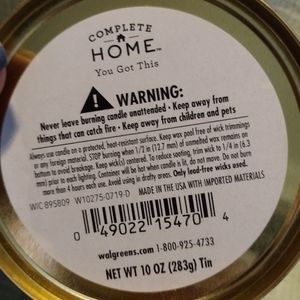 COMPLETE
HOME™
You Got This
WARNING:
Never leave burning candle unattended • Keep away from
things that can catch fire • Keep away from children and pets
Always use candle on a protected, heat-resistant surface. Keep wax pool free of wick trimmings
or any foreign material. STOP burning when 1/2 in (12.7 mm) of unmelted wax remains on
bottom to avoid breakage. Keep wick(s) centered. To reduce sooting, trim wick to 1/4 in (6.3
mm) prior to each lighting. Container will be hot when candle is lit, do not move. Do not burn
more than 4 hours each use. Avoid using in drafty areas. Only lead-free wicks used.
WIC 895809 W10275-0719-D MADE IN THE USA WITH IMPORTED MATERIALS
0 49022 15470 4
walgreens.com 1-800-925-4733
NET WT 10 OZ (283g) Tin